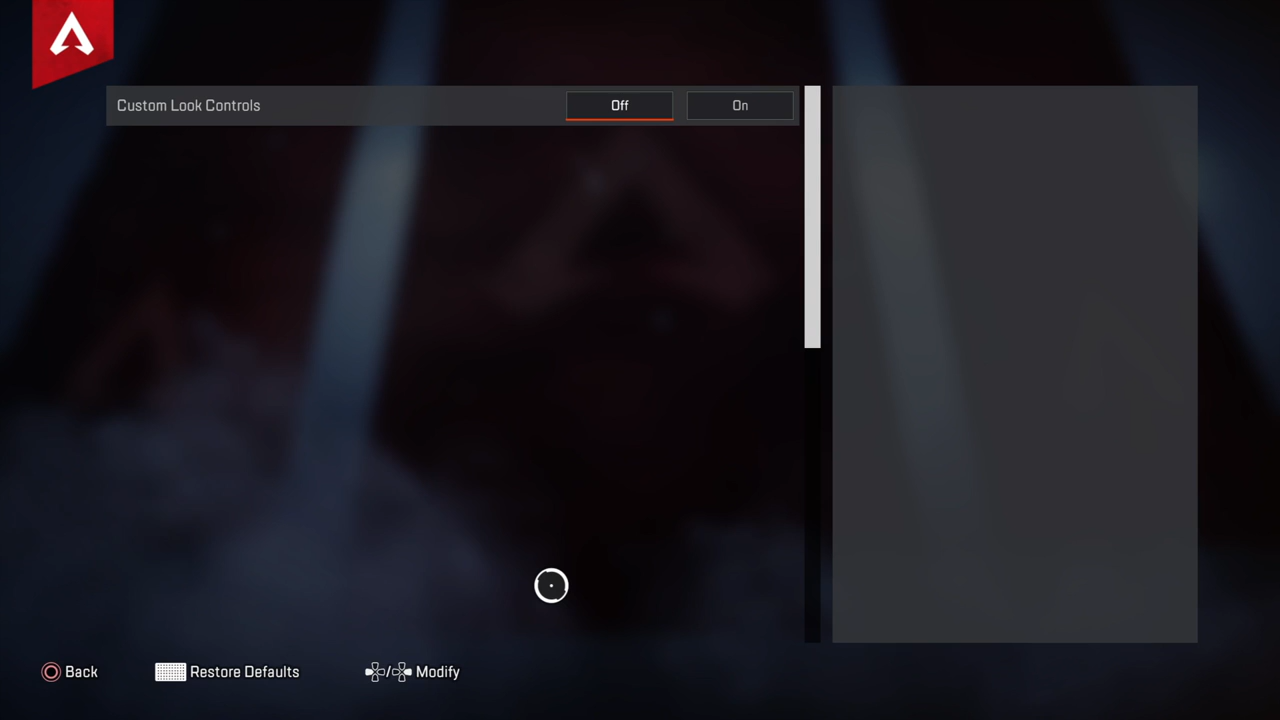 Custom Look Controls
Off
On
Back
Restore Defaults
/
Modify